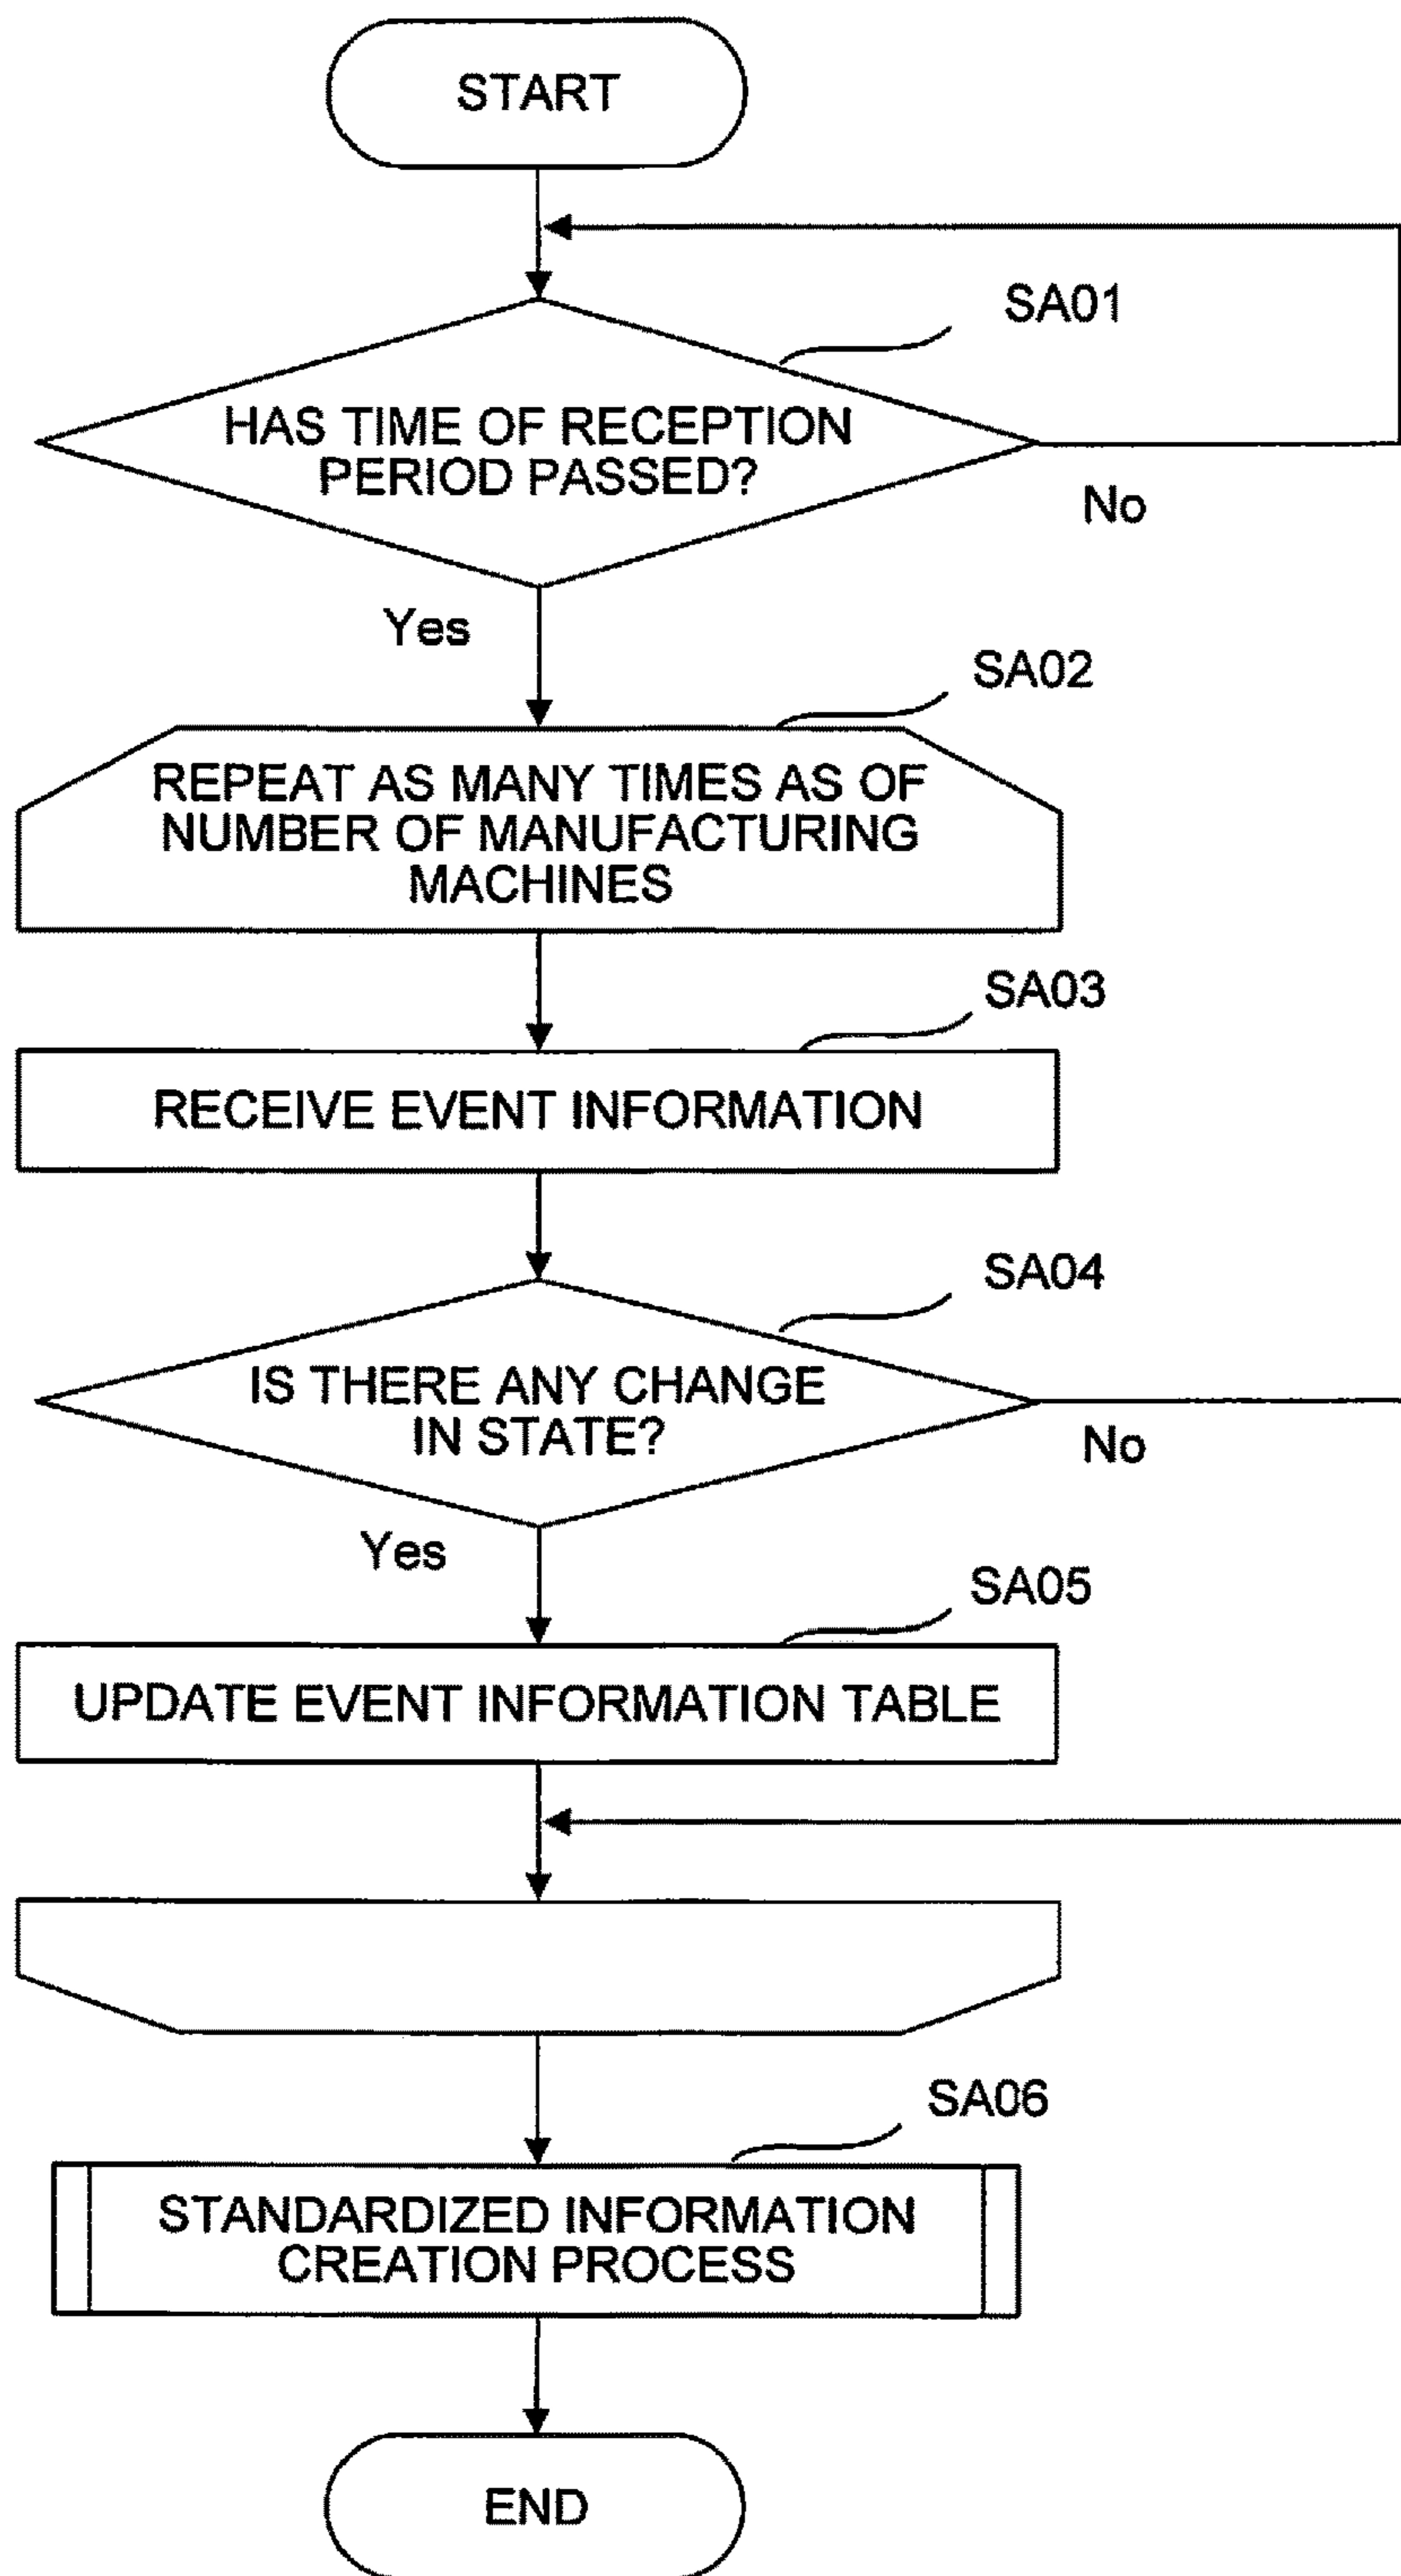 START
SA01
HAS TIME OF RECEPTION
PERIOD PASSED?
No
Yes
SA02
REPEAT AS MANY TIMES AS OF
NUMBER OF MANUFACTURING
MACHINES
SA03
RECEIVE EVENT INFORMATION
SA04
IS THERE ANY CHANGE
IN STATE?
No
Yes
SA05
UPDATE EVENT INFORMATION TABLE
SA06
STANDARDIZED INFORMATION
CREATION PROCESS
END